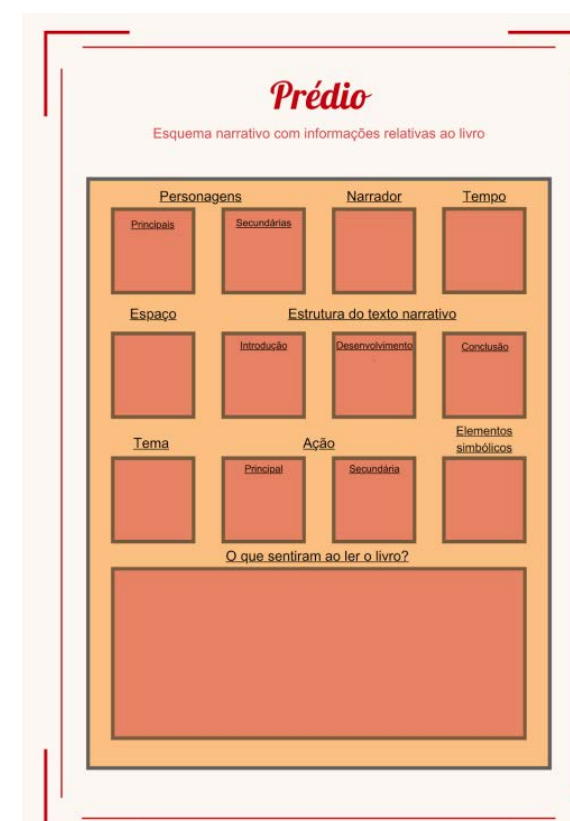 Prédio
Esquema narrativo com informações relativas ao livro
Personagens Narrador Tempo
Principais Secundárias
Espaço Estrutura do texto narrativo
Introdução Desenvolvimento Conclusão
Tema Ação Elementos simbólicos
Principal Secundária
O que sentiram ao ler o livro?